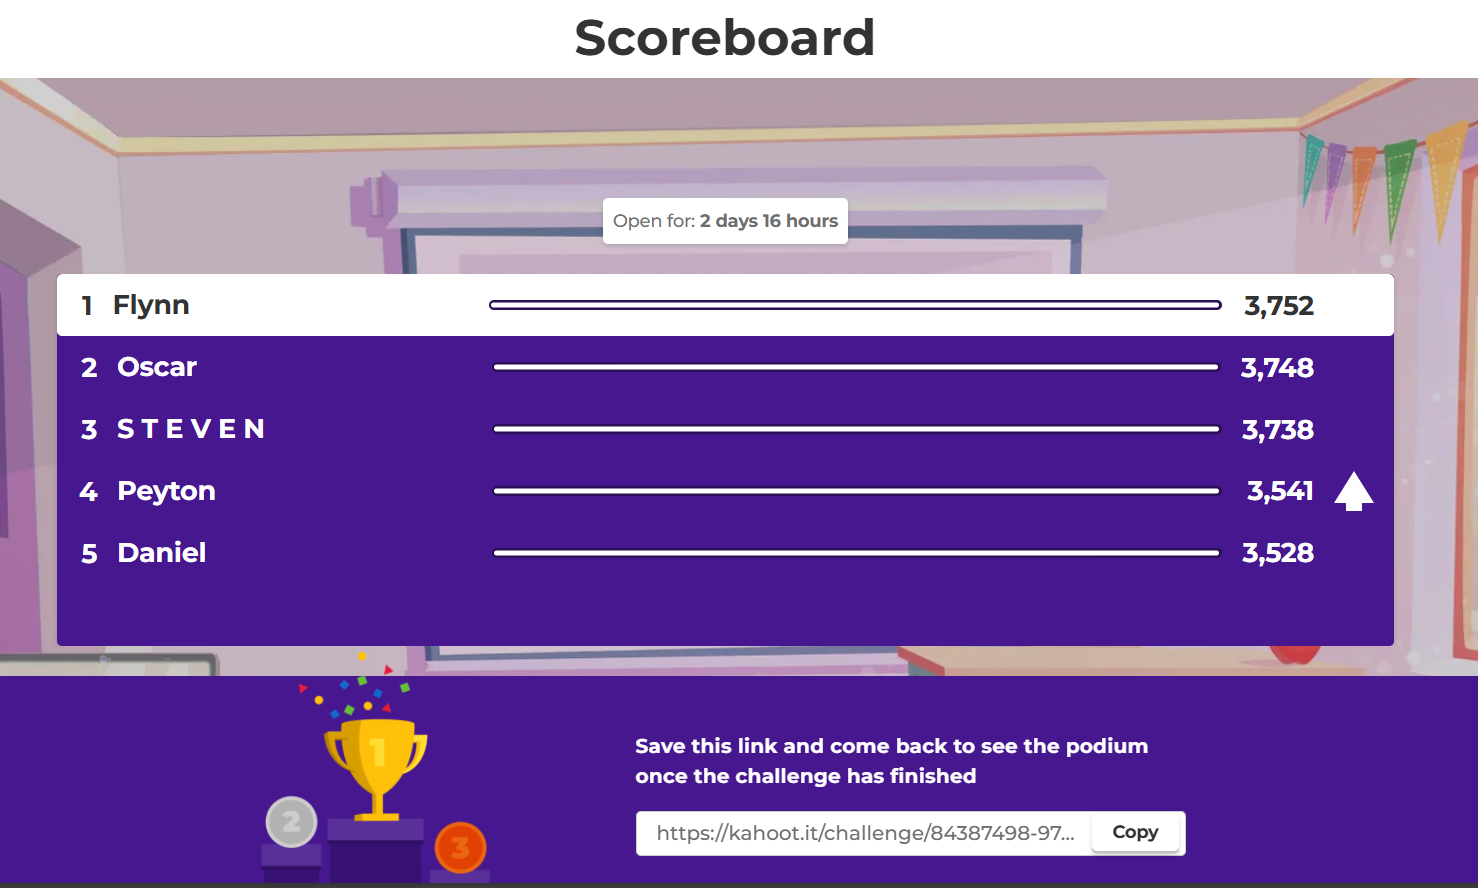 Scoreboard
Open for: 2 days 16 hours
1 Flynn 3,752
2 Oscar 3,748
3 S T E V E N 3,738
4 Peyton 3,541
5 Daniel 3,528
1
2
3
Save this link and come back to see the podium
once the challenge has finished
https://kahoot.it/challenge/84387498-97... Copy